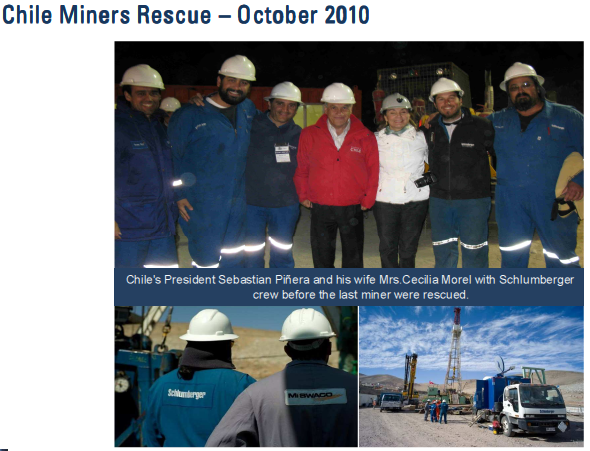 Chile Miners Rescue – October 2010
Chile's President Sebastian Piñera and his wife Mrs.Cecilia Morel with Schlumberger
crew before the last miner were rescued.
Schlumberger
MI SWACO